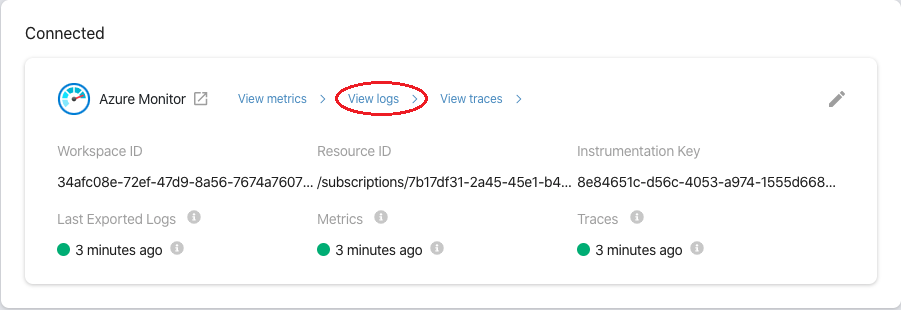 Connected
Azure Monitor View metrics View logs View traces
Workspace ID Resource ID Instrumentation Key
34afc08e-72ef-47d9-8a56-7674a7607... /subscriptions/7b17df31-2a45-45e1-b4... 8e84651c-d56c-4053-a974-1555d668...
Last Exported Logs Metrics Traces
3 minutes ago 3 minutes ago 3 minutes ago